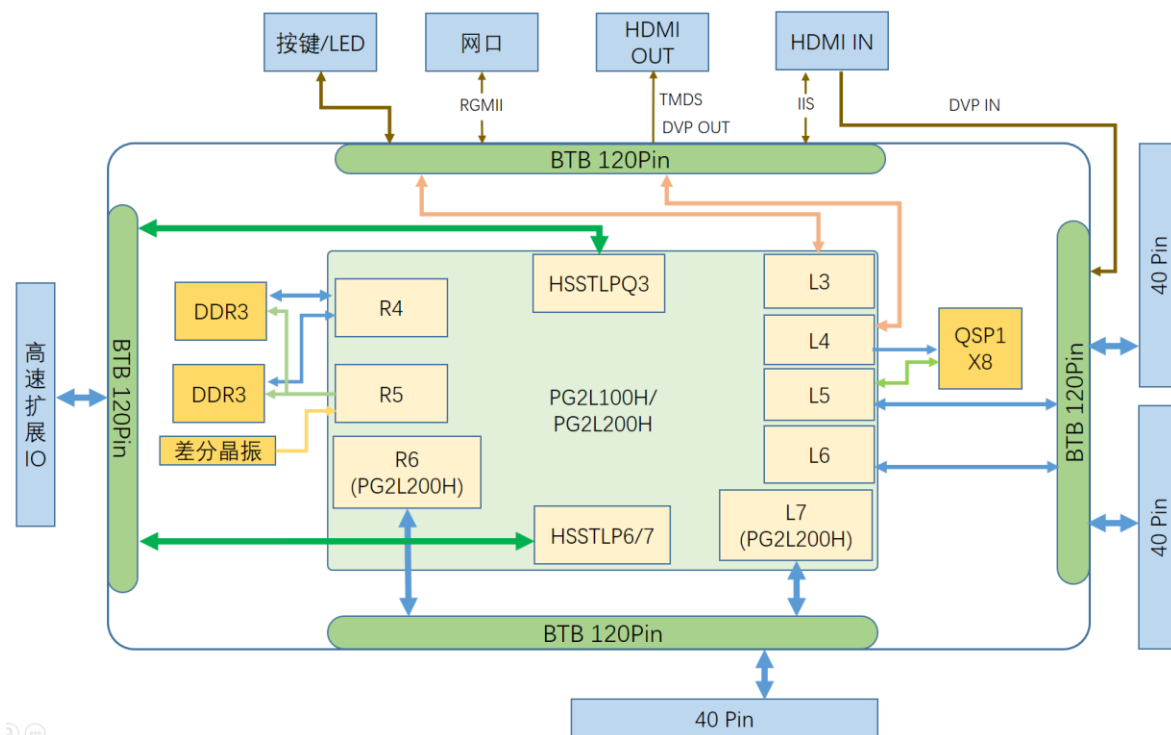 按键/LED
网口
HDMI
OUT
HDMI IN
RGMII
TMDS
DVP OUT
IIS
DVP IN
BTB 120Pin
40 Pin
HSSTLPQ3
L3
DDR3
R4
L4
QSP1
X8
高速扩展IO
BTB 120Pin
DDR3
R5
PG2L100H/
PG2L200H
L5
BTB 120Pin
差分晶振
R6
(PG2L200H)
L6
HSSTLP6/7
L7
(PG2L200H)
40 Pin
BTB 120Pin
40 Pin